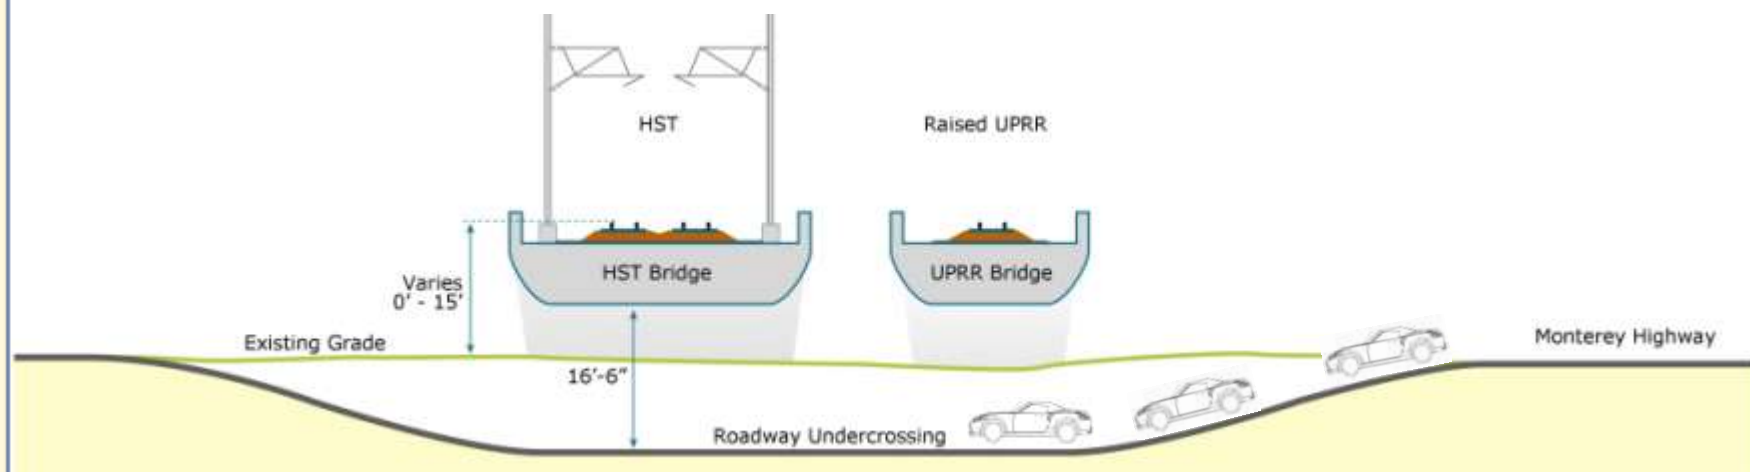 HST
Raised UPRR
HST Bridge
UPRR Bridge
Varies
0' - 15'
Existing Grade
Monterey Highway
16'-6"
Roadway Undercrossing